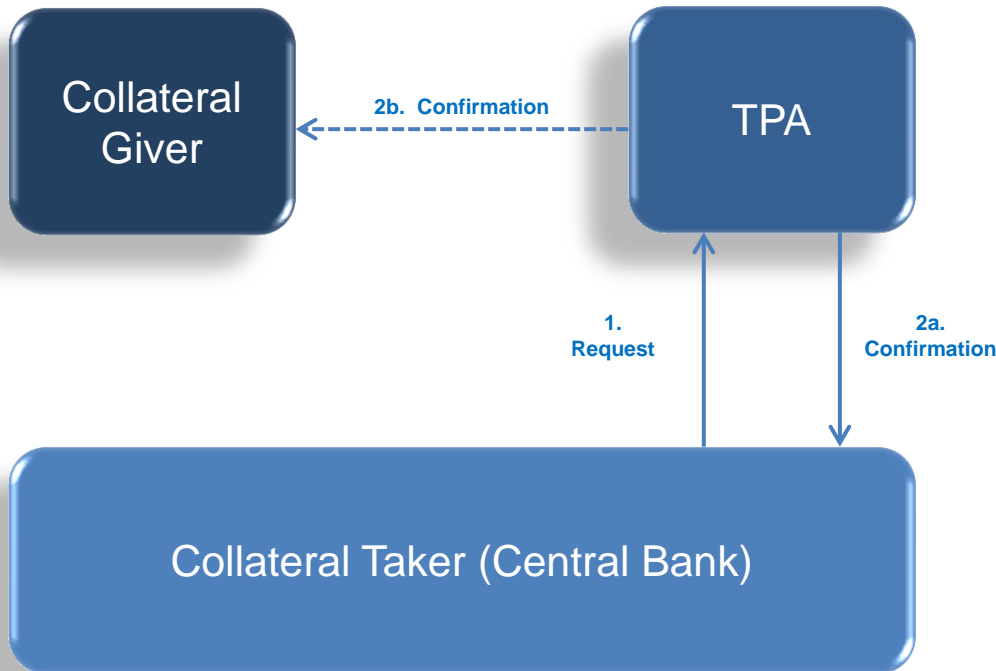 Collateral
Giver
2b. Confirmation
TPA
1.
Request
2a.
Confirmation
Collateral Taker (Central Bank)